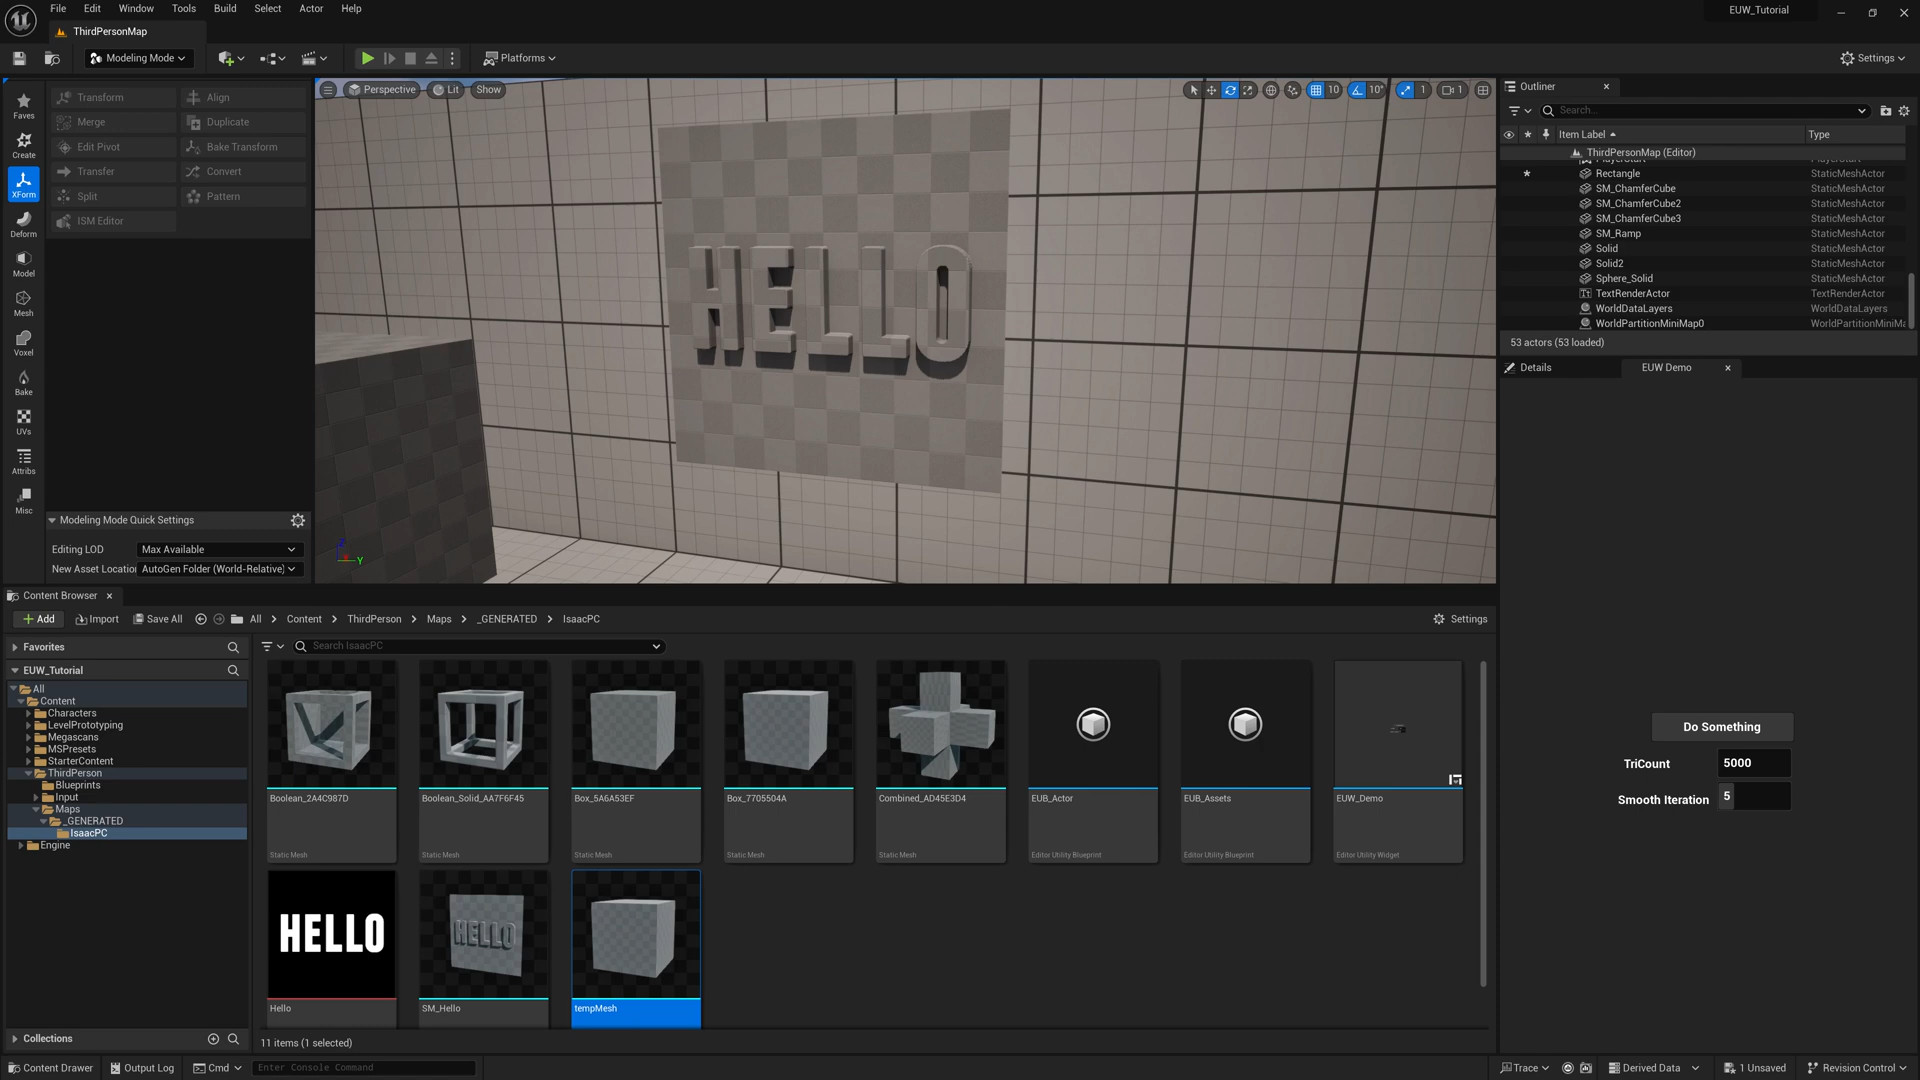 File Edit Window Tools Build Select Actor Help
EUW_Tutorial
ThirdPersonMap
Modeling Mode
Platforms
Settings
Faves
Create
XForm
Deform
Model
Mesh
Voxel
Bake
UVs
Attribs
Misc
Transform Align
Merge Duplicate
Edit Pivot Bake Transform
Transfer Convert
Split Pattern
ISM Editor
Modeling Mode Quick Settings
Editing LOD Max Available
New Asset Location AutoGen Folder (World-Relative)
Perspective Lit Show
10 10° 1 1
HELLO
Z
Y
Outliner
Search...
Item Label Type
ThirdPersonMap (Editor)
PlayerStart PlayerStart
Rectangle StaticMeshActor
SM_ChamferCube StaticMeshActor
SM_ChamferCube2 StaticMeshActor
SM_ChamferCube3 StaticMeshActor
SM_Ramp StaticMeshActor
Solid StaticMeshActor
Solid2 StaticMeshActor
Sphere_Solid StaticMeshActor
TextRenderActor TextRenderActor
WorldDataLayers WorldDataLayers
WorldPartitionMiniMap0 WorldPartitionMiniMa
53 actors (53 loaded)
Details EUW Demo
Do Something
TriCount 5000
Smooth Iteration 5
Content Browser
Add Import Save All All Content ThirdPerson Maps _GENERATED IsaacPC
Settings
Favorites
EUW_Tutorial
All
Content
Characters
LevelPrototyping
Megascans
MSPresets
StarterContent
ThirdPerson
Blueprints
Input
Maps
_GENERATED
IsaacPC
Engine
Collections
Search IsaacPC
Boolean_2A4C987D
Static Mesh
Boolean_Solid_AA7F6F45
Static Mesh
Box_5A6A53EF
Static Mesh
Box_7705504A
Static Mesh
Combined_AD45E3D4
Static Mesh
EUB_Actor
Editor Utility Blueprint
EUB_Assets
Editor Utility Blueprint
EUW_Demo
Editor Utility Widget
HELLO
Hello
HELLO
SM_Hello
tempMesh
11 items (1 selected)
Content Drawer Output Log Cmd Enter Console Command
Trace Derived Data 1 Unsaved Revision Control